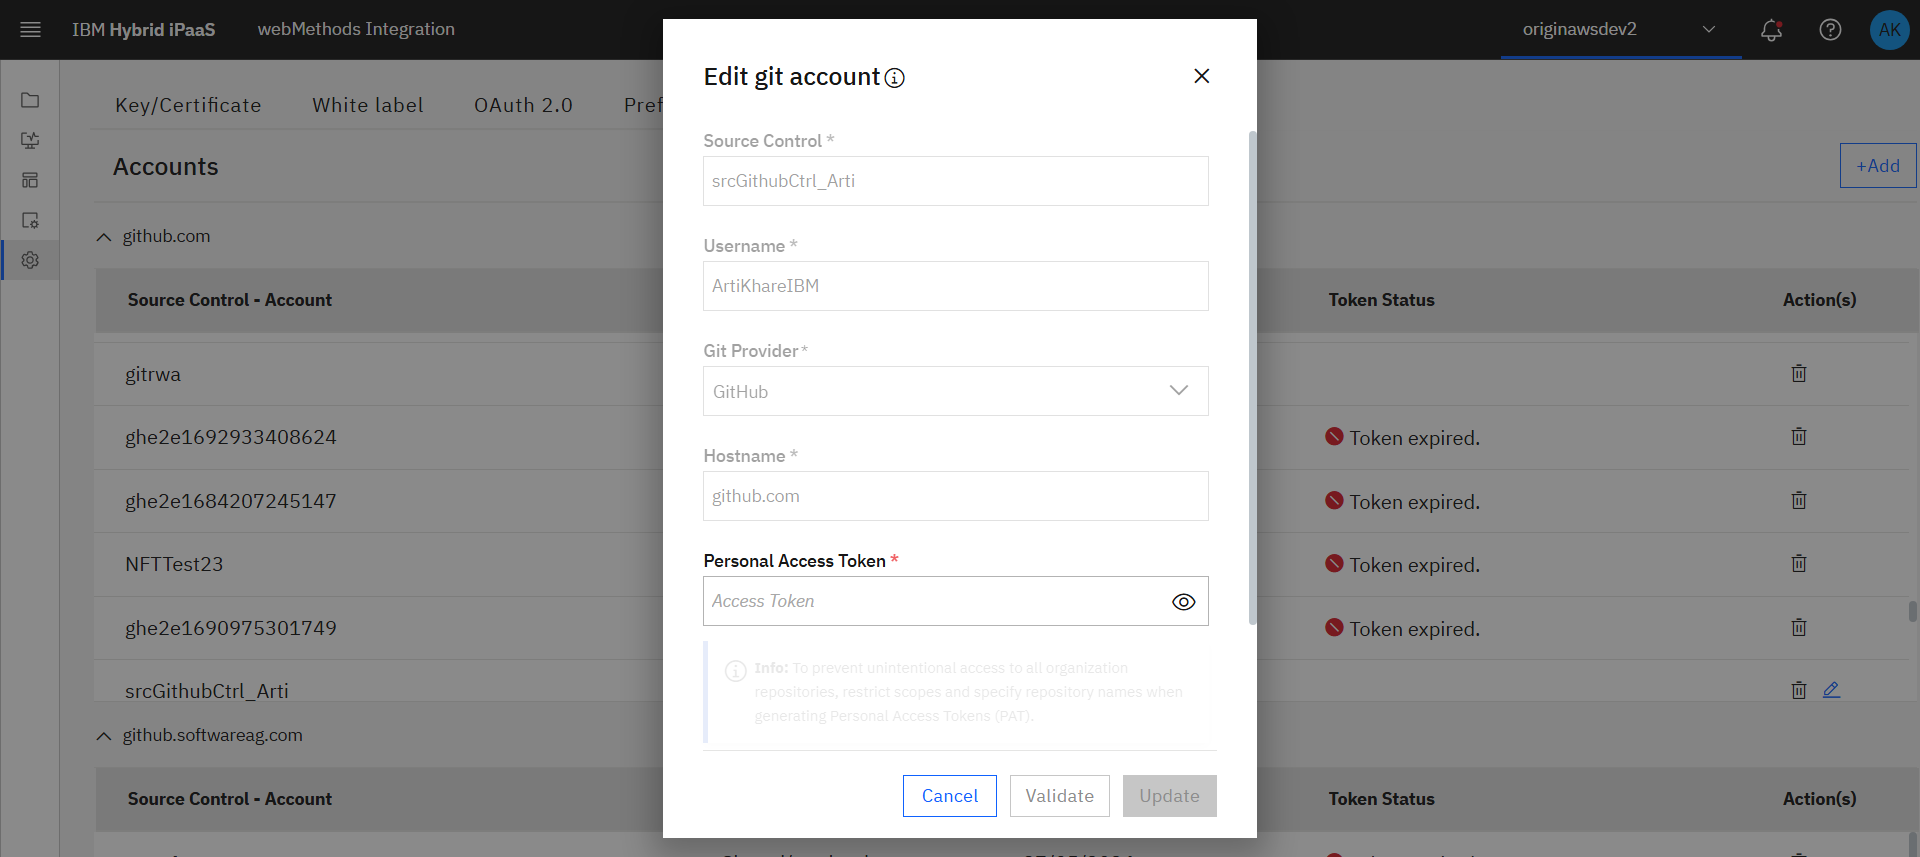 IBM Hybrid iPaaS
webMethods Integration
originawsdev2
AK
Key/Certificate
White label
OAuth 2.0
Pref
Accounts
+Add
github.com
Source Control - Account
Token Status
Action(s)
gitrwa
ghe2e1692933408624
Token expired.
ghe2e1684207245147
Token expired.
NFTTest23
Token expired.
ghe2e1690975301749
Token expired.
srcGithubCtrl_Arti
github.softwareag.com
Source Control - Account
Token Status
Action(s)
Token expired.
Edit git account
Source Control *
srcGithubCtrl_Arti
Username *
ArtiKhareIBM
Git Provider*
GitHub
Hostname *
github.com
Personal Access Token *
Access Token
Info: To prevent unintentional access to all organization
repositories, restrict scopes and specify repository names when
generating Personal Access Tokens (PAT).
Cancel
Validate
Update